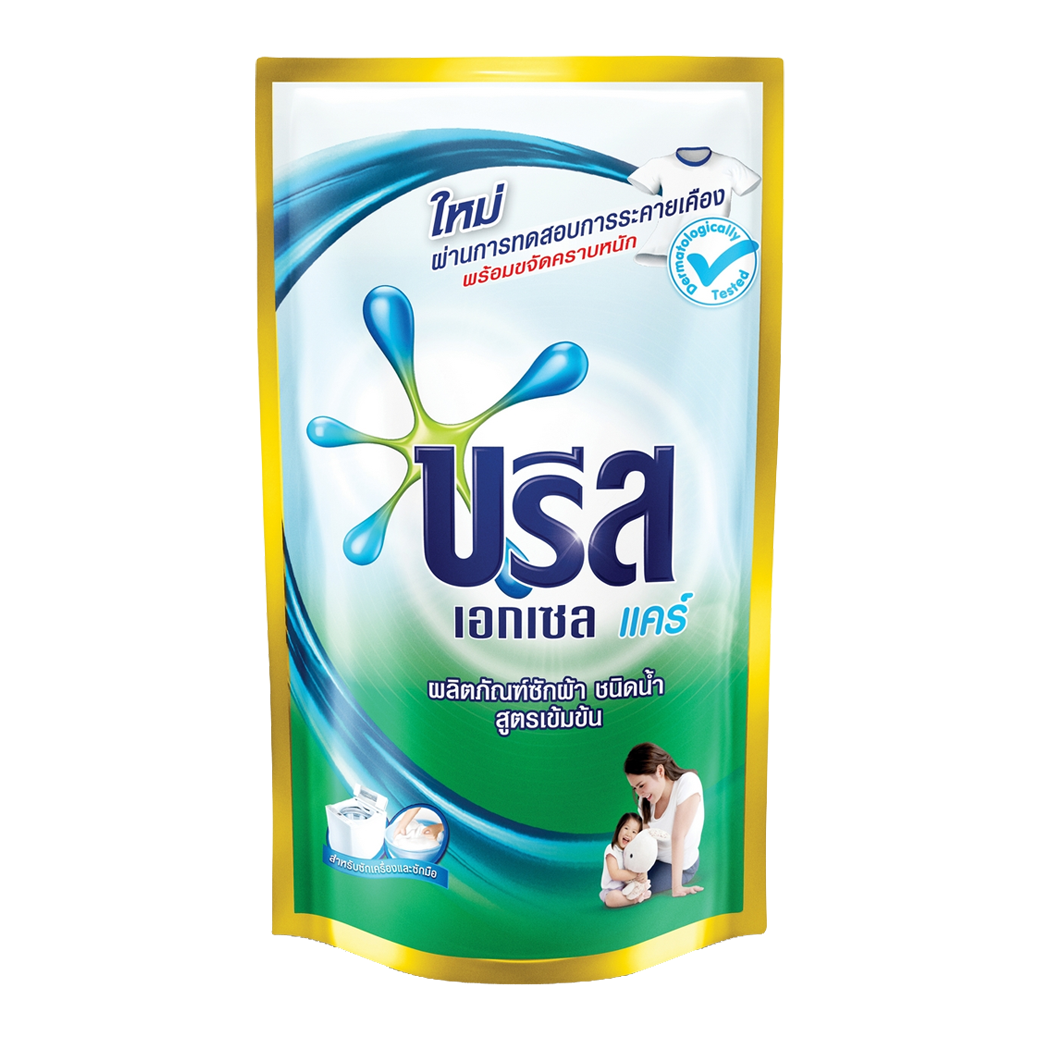 ใหม่
ผ่านการทดสอบการระคายเคือง
พร้อมขจัดคราบหนัก
Dermatologically
Tested
บรีส
เอกเซล แคร์
ผลิตภัณฑ์ซักผ้า ชนิดน้ำ
สูตรเข้มข้น
สำหรับซักเครื่องและซักมือ